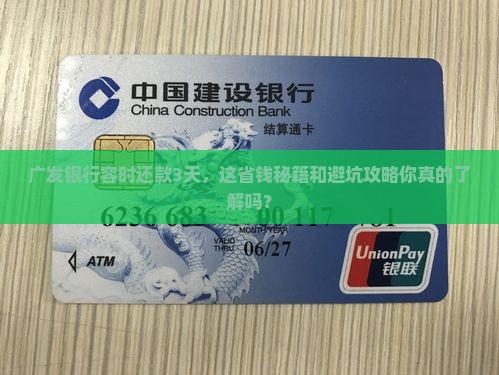 中国建设银行
China Construction Bank
结算通卡
广发银行容时还款3天，这省钱秘籍和避坑攻略你真的了
解吗？
6236 683
MONTH/YEAR
VALID
THRU
06/27
ATM
UnionPay
银联